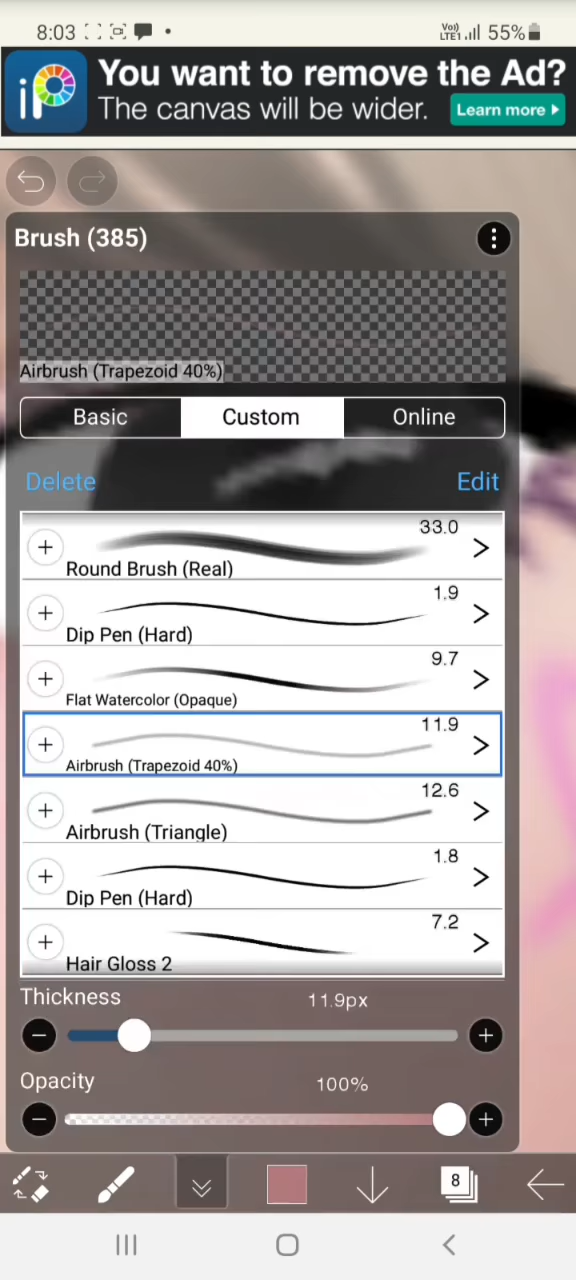 8:03
Vo)) LTE1 55%
iP
You want to remove the Ad?
The canvas will be wider.
Learn more
Brush (385)
Airbrush (Trapezoid 40%)
Basic
Custom
Online
Delete
Edit
33.0
Round Brush (Real)
1.9
Dip Pen (Hard)
9.7
Flat Watercolor (Opaque)
11.9
Airbrush (Trapezoid 40%)
12.6
Airbrush (Triangle)
1.8
Dip Pen (Hard)
7.2
Hair Gloss 2
Thickness
11.9px
Opacity
100%
8